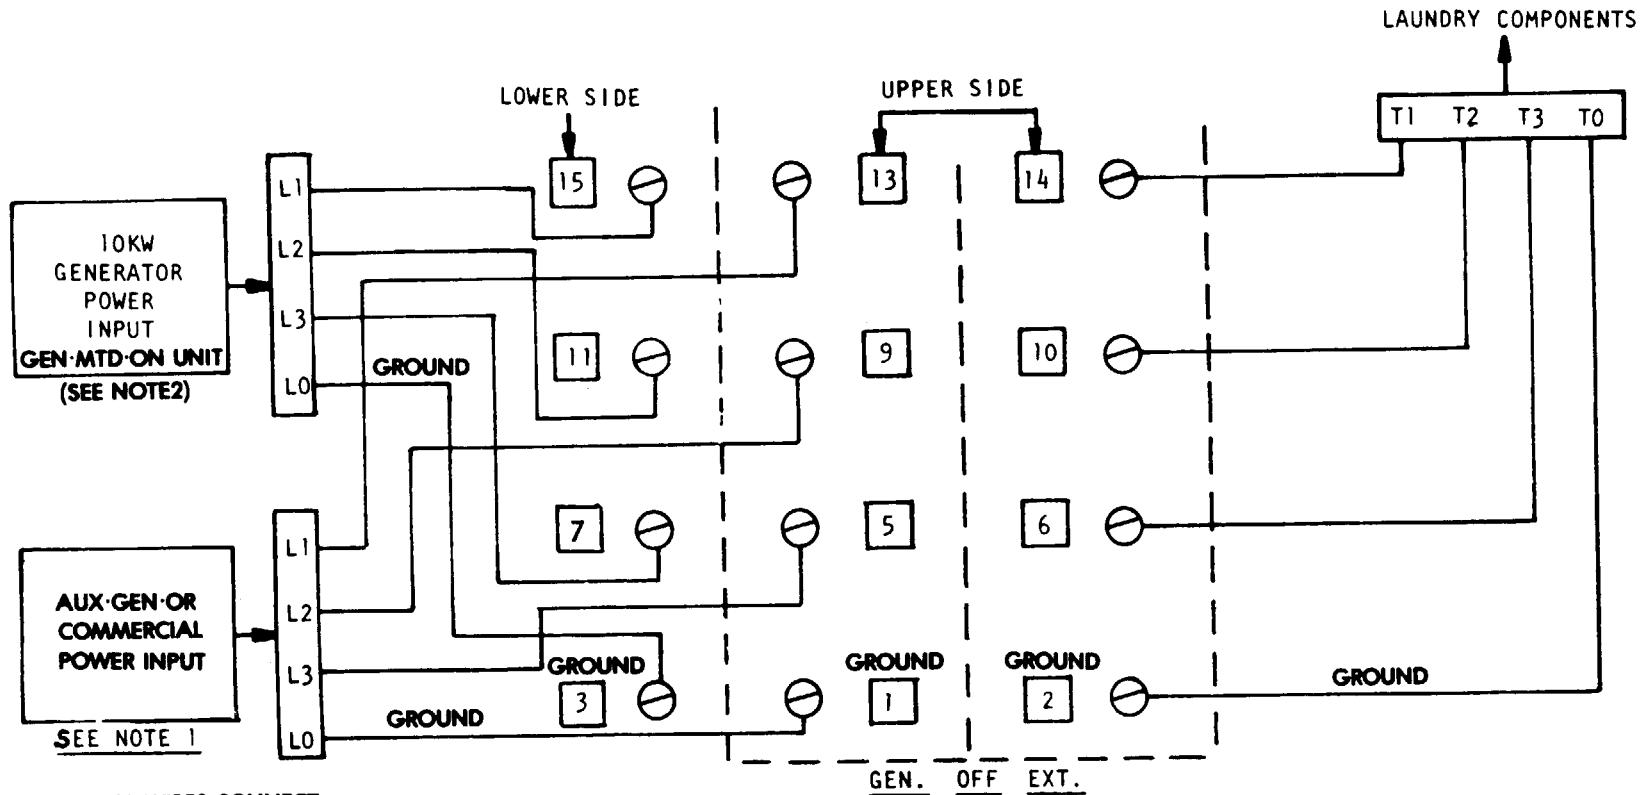 LAUNDRY COMPONENTS
LOWER SIDE
UPPER SIDE
T1 T2 T3 T0
L1
15
13
14
10KW
GENERATOR
POWER
INPUT
GEN·MTD·ON UNIT
(SEE NOTE2)
L2
L3
GROUND
L0
11
9
10
L1
7
5
6
AUX·GEN·OR
COMMERCIAL
POWER INPUT
SEE NOTE 1
L2
L3
GROUND
3
GROUND
1
GROUND
2
GROUND
GROUND
L0
GEN. OFF EXT.